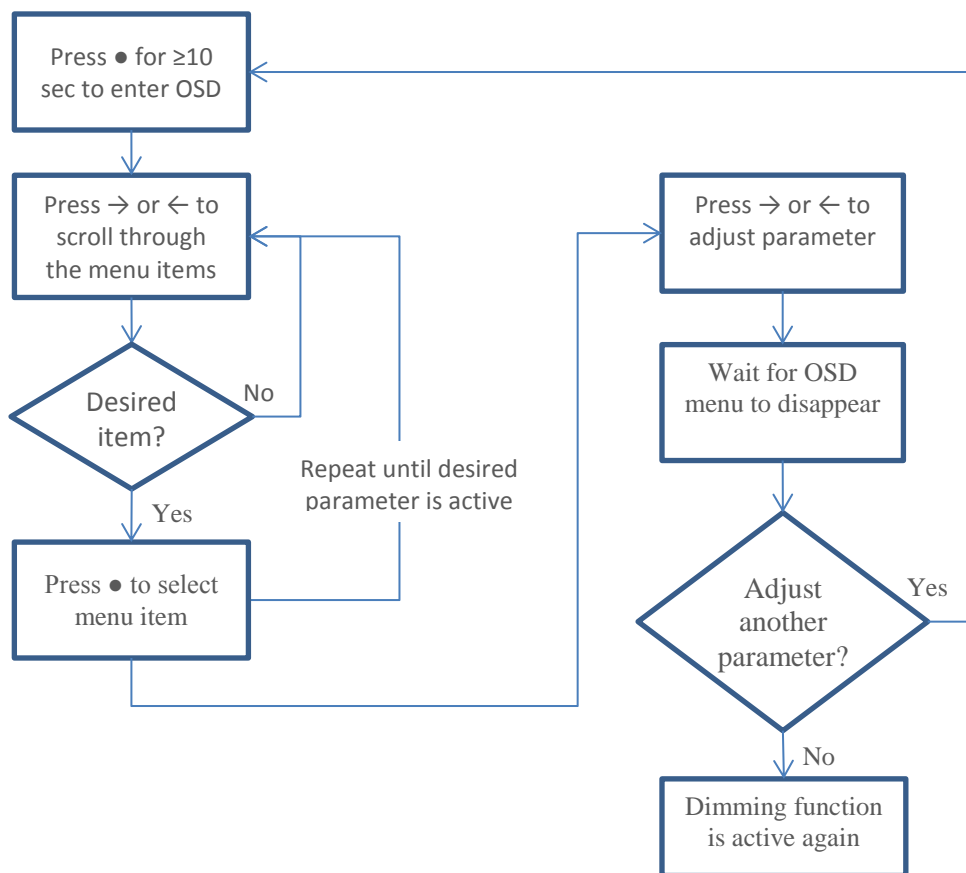 Press ● for ≥10
sec to enter OSD
Press → or ← to
scroll through
the menu items
Desired
item?
No
Yes
Repeat until desired
parameter is active
Press ● to select
menu item
Press → or ← to
adjust parameter
Wait for OSD
menu to disappear
Adjust
another
parameter?
Yes
No
Dimming function
is active again